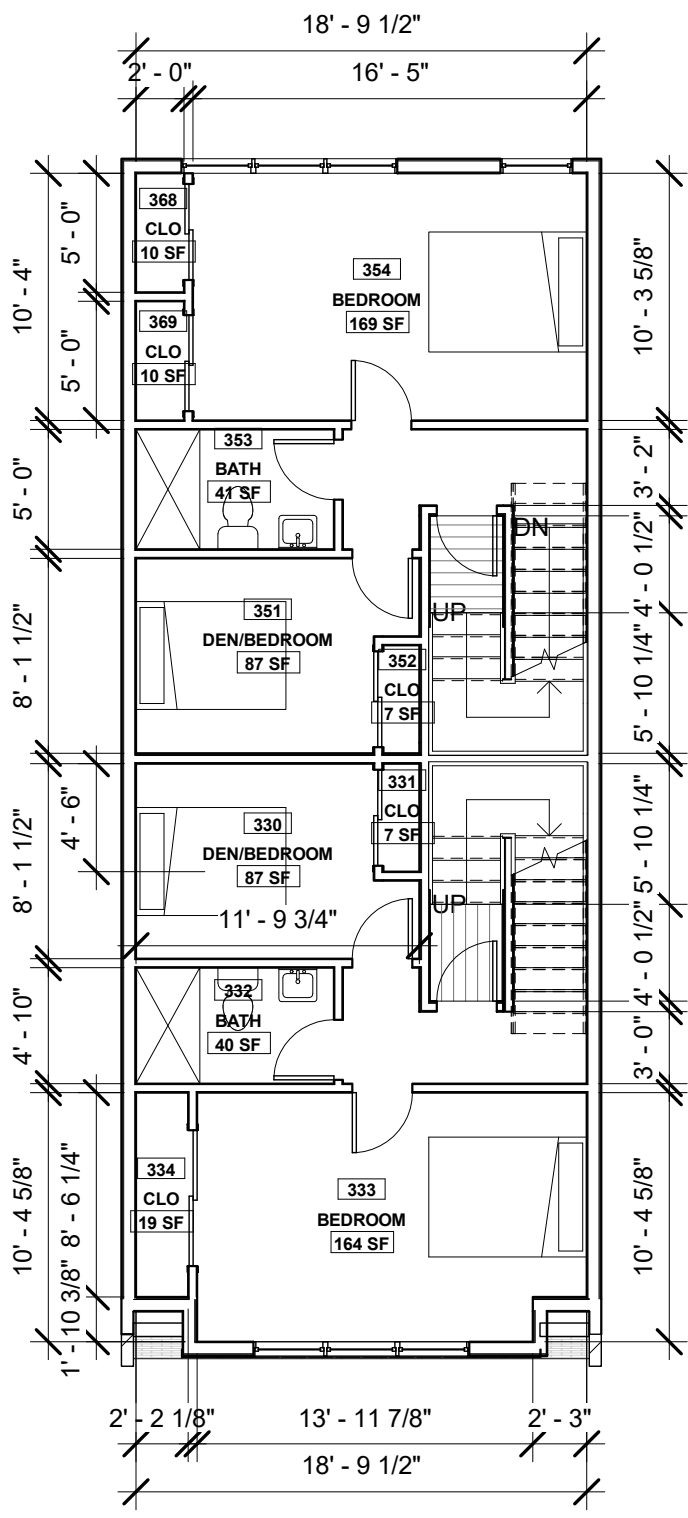 18' - 9 1/2"
2' - 0"
16' - 5"
10' - 4"
5' - 0"
5' - 0"
368
CLO
10 SF
369
CLO
10 SF
354
BEDROOM
169 SF
10' - 3 5/8"
5' - 0"
353
BATH
41 SF
3' - 2"
DN
UP
4' - 0 1/2"
5' - 10 1/4"
8' - 1 1/2"
351
DEN/BEDROOM
87 SF
352
CLO
7 SF
8' - 1 1/2"
4' - 6"
330
DEN/BEDROOM
87 SF
331
CLO
7 SF
11' - 9 3/4"
UP
5' - 10 1/4"
4' - 0 1/2"
4' - 10"
332
BATH
40 SF
3' - 0"
10' - 4 5/8"
8' - 6 1/4"
1' - 10 3/8"
334
CLO
19 SF
333
BEDROOM
164 SF
10' - 4 5/8"
2' - 2 1/8"
13' - 11 7/8"
2' - 3"
18' - 9 1/2"